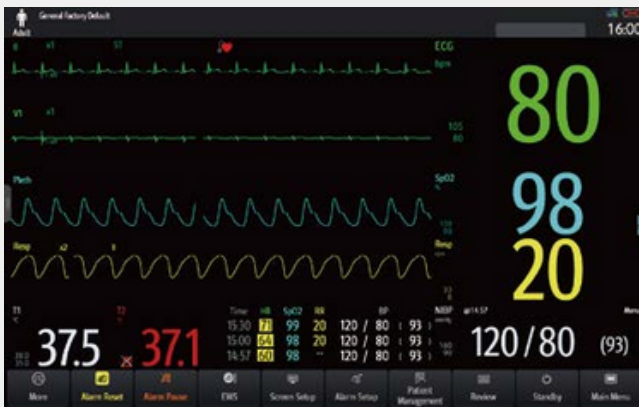 General Factory Default
Adult
16:00
II x1 ST
ECG
bpm
80
V1 x1
105
80
Pleth
SpO2
%
98
Resp x2 II
Resp
rpm
20
T1
°C
37.5
T2
°C
37.1
Time HR SpO2 RR BP
15:30 71 99 20 120 / 80 ( 93 )
15:00 64 98 20 120 / 80 ( 93 )
14:57 60 98 -- 120 / 80 ( 93 )
NIBP
mmHg
14:57
120/80 (93)
More
Alarm Reset
Alarm Pause
EWS
Screen Setup
Alarm Setup
Patient
Management
Review
Standby
Main Menu